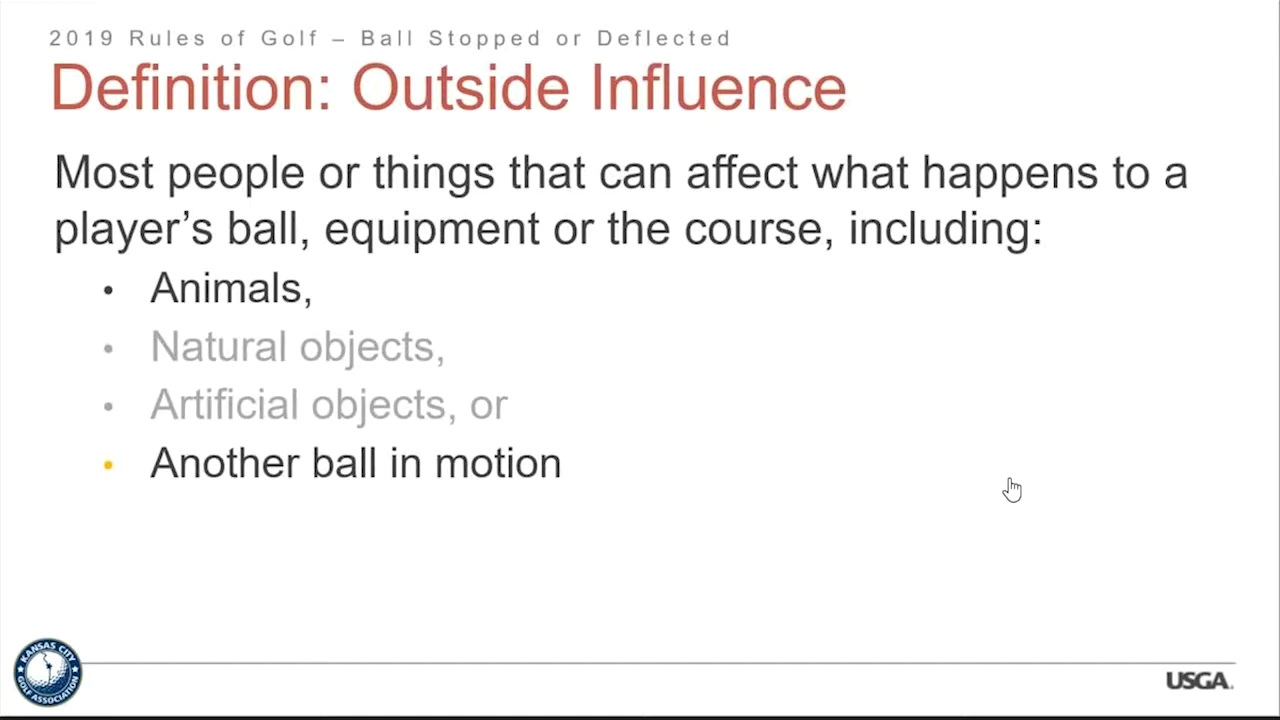 2019 Rules of Golf – Ball Stopped or Deflected
Definition: Outside Influence
Most people or things that can affect what happens to a
player’s ball, equipment or the course, including:
• Animals,
• Natural objects,
• Artificial objects, or
• Another ball in motion
KANSAS CITY
GOLF ASSOCIATION
USGA.